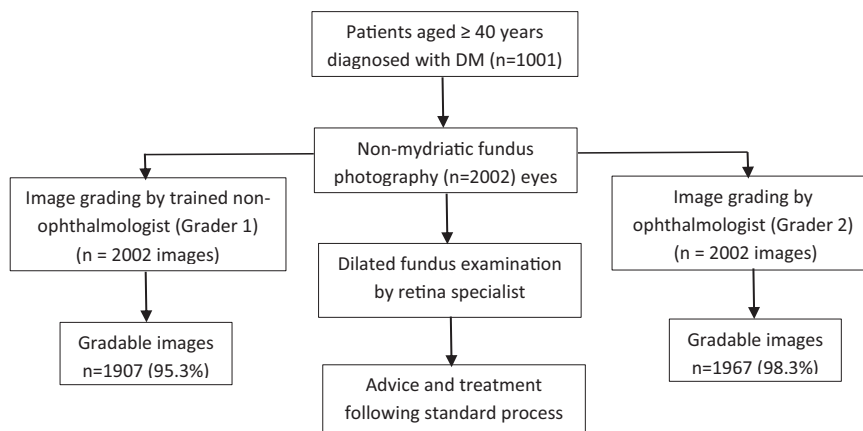 Patients aged ≥ 40 years
diagnosed with DM (n=1001)
Non-mydriatic fundus
photography (n=2002) eyes
Image grading by trained non-
ophthalmologist (Grader 1)
(n = 2002 images)
Gradable images
n=1907 (95.3%)
Dilated fundus examination
by retina specialist
Advice and treatment
following standard process
Image grading by
ophthalmologist (Grader 2)
(n = 2002 images)
Gradable images
n=1967 (98.3%)